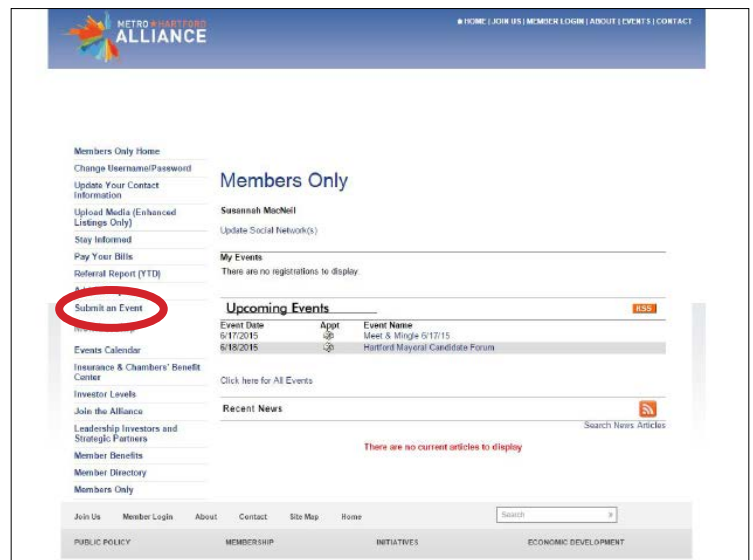 METRO HARTFORD
ALLIANCE
HOME | JOIN US | MEMBER LOGIN | ABOUT | EVENTS | CONTACT
Members Only Home
Change Username/Password
Update Your Contact
Information
Upload Media (Enhanced
Listings Only)
Stay Informed
Pay Your Bills
Referral Report (YTD)
Submit an Event
Events Calendar
Insurance & Chambers' Benefit
Center
Investor Levels
Join the Alliance
Leadership Investors and
Strategic Partners
Member Benefits
Member Directory
Members Only
Members Only
Susannah MacNeil
Update Social Network(s)
My Events
There are no registrations to display.
Upcoming Events
RSS
Event Date Appt Event Name
6/17/2015 Meet & Mingle 6/17/15
6/18/2015 Hartford Mayoral Candidate Forum
Click here for All Events
Recent News
Search News Articles
There are no current articles to display
Join Us Member Login About Contact Site Map Home
Search
PUBLIC POLICY MEMBERSHIP INITIATIVES ECONOMIC DEVELOPMENT